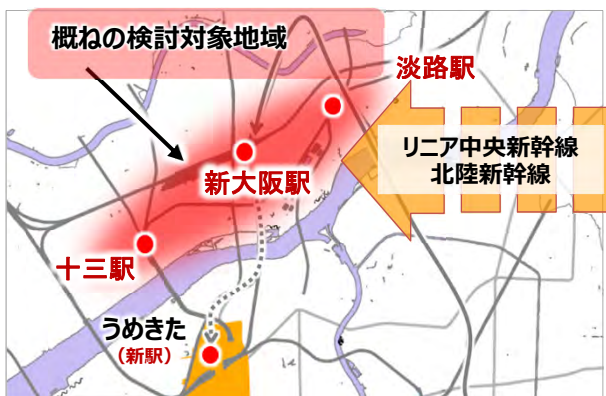 概ねの検討対象地域
淡路駅
リニア中央新幹線
北陸新幹線
新大阪駅
十三駅
うめきた
（新駅）